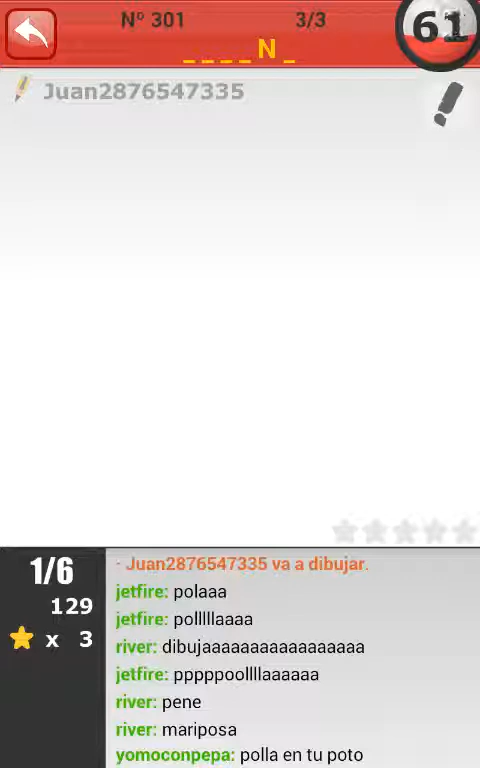 Nº 301 3/3 61
_ _ _ _ N _
Juan2876547335
1/6
129
x 3
- Juan2876547335 va a dibujar.
jetfire: polaaa
jetfire: polllllaaaa
river: dibujaaaaaaaaaaaaaaaaa
jetfire: pppppoollllaaaaaa
river: pene
river: mariposa
yomoconpepa: polla en tu poto